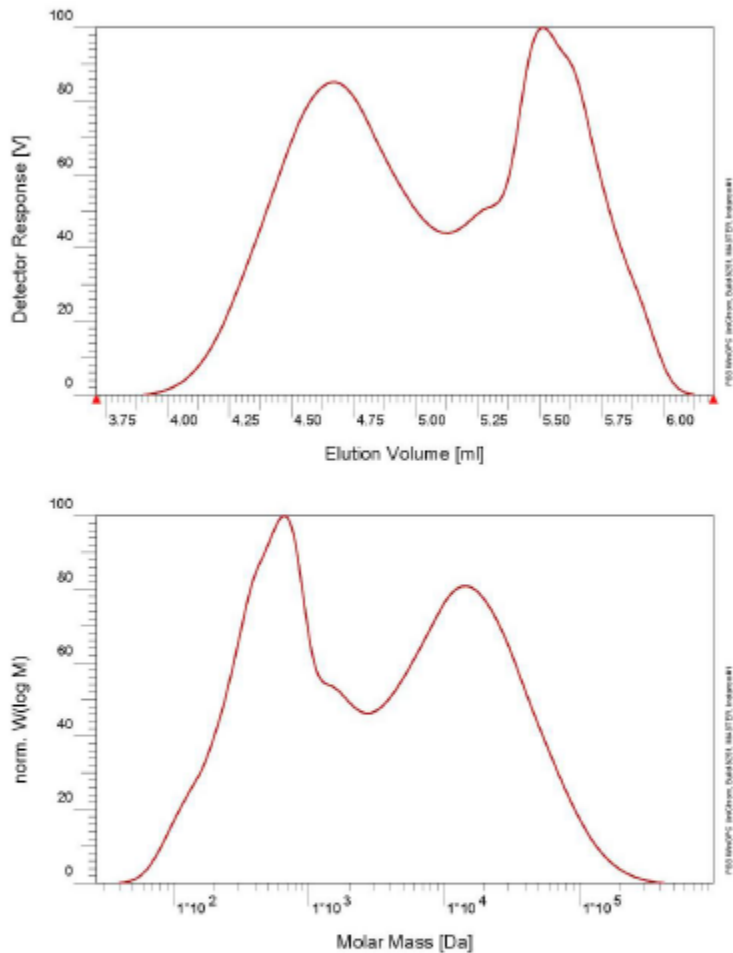 100
80
60
40
20
0
Detector Response [V]
3.75 4.00 4.25 4.50 4.75 5.00 5.25 5.50 5.75 6.00
Elution Volume [ml]
100
80
60
40
20
0
norm. W(log M)
1*10^2 1*10^3 1*10^4 1*10^5
Molar Mass [Da]